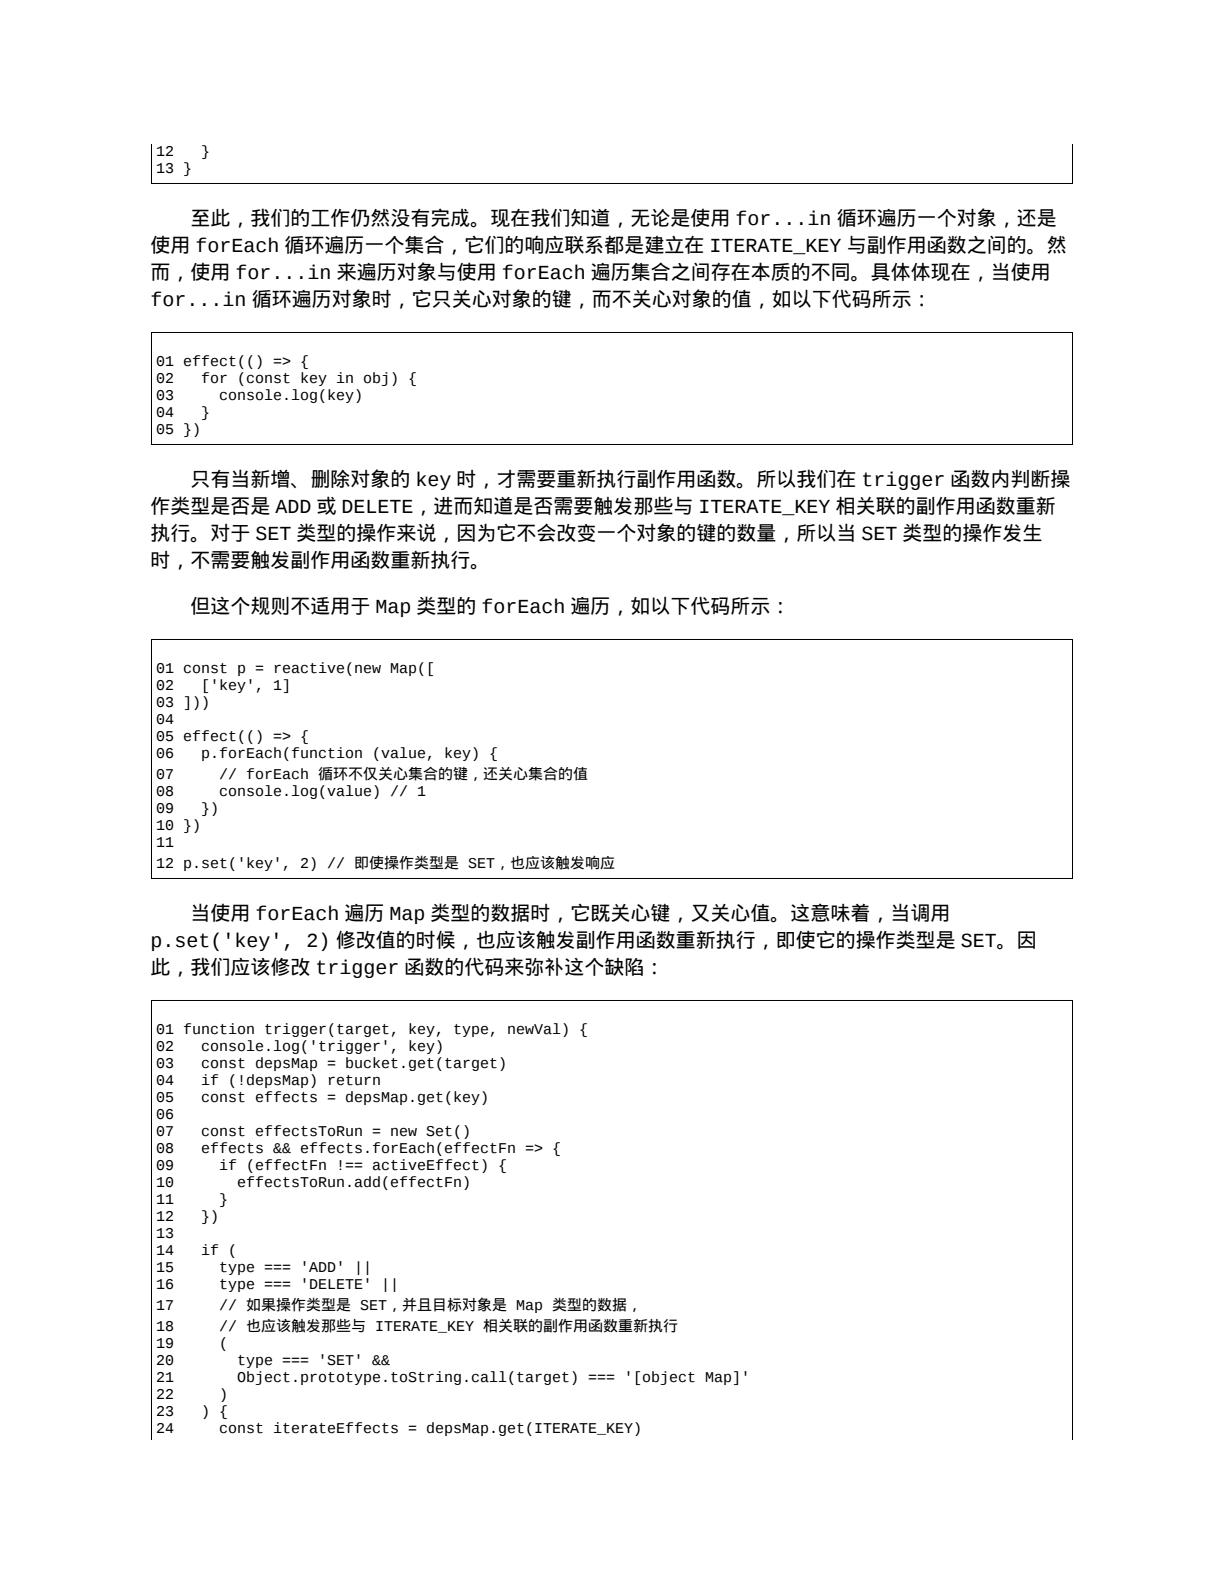 12   }
13 }
至此，我们的工作仍然没有完成。现在我们知道，无论是使用 for...in 循环遍历一个对象，还是
使用 forEach 循环遍历一个集合，它们的响应联系都是建立在 ITERATE_KEY 与副作用函数之间的。然
而，使用 for...in 来遍历对象与使用 forEach 遍历集合之间存在本质的不同。具体体现在，当使用
for...in 循环遍历对象时，它只关心对象的键，而不关心对象的值，如以下代码所示：
01 effect(() => {
02   for (const key in obj) {
03     console.log(key)
04   }
05 })
只有当新增、删除对象的 key 时，才需要重新执行副作用函数。所以我们在 trigger 函数内判断操
作类型是否是 ADD 或 DELETE，进而知道是否需要触发那些与 ITERATE_KEY 相关联的副作用函数重新
执行。对于 SET 类型的操作来说，因为它不会改变一个对象的键的数量，所以当 SET 类型的操作发生
时，不需要触发副作用函数重新执行。
但这个规则不适用于 Map 类型的 forEach 遍历，如以下代码所示：
01 const p = reactive(new Map([
02   ['key', 1]
03 ]))
04
05 effect(() => {
06   p.forEach(function (value, key) {
07     // forEach 循环不仅关心集合的键，还关心集合的值
08     console.log(value) // 1
09   })
10 })
11
12 p.set('key', 2) // 即使操作类型是 SET，也应该触发响应
当使用 forEach 遍历 Map 类型的数据时，它既关心键，又关心值。这意味着，当调用
p.set('key', 2) 修改值的时候，也应该触发副作用函数重新执行，即使它的操作类型是 SET。因
此，我们应该修改 trigger 函数的代码来弥补这个缺陷：
01 function trigger(target, key, type, newVal) {
02   console.log('trigger', key)
03   const depsMap = bucket.get(target)
04   if (!depsMap) return
05   const effects = depsMap.get(key)
06
07   const effectsToRun = new Set()
08   effects && effects.forEach(effectFn => {
09     if (effectFn !== activeEffect) {
10       effectsToRun.add(effectFn)
11     }
12   })
13
14   if (
15     type === 'ADD' ||
16     type === 'DELETE' ||
17     // 如果操作类型是 SET，并且目标对象是 Map 类型的数据，
18     // 也应该触发那些与 ITERATE_KEY 相关联的副作用函数重新执行
19     (
20       type === 'SET' &&
21       Object.prototype.toString.call(target) === '[object Map]'
22     )
23   ) {
24     const iterateEffects = depsMap.get(ITERATE_KEY)